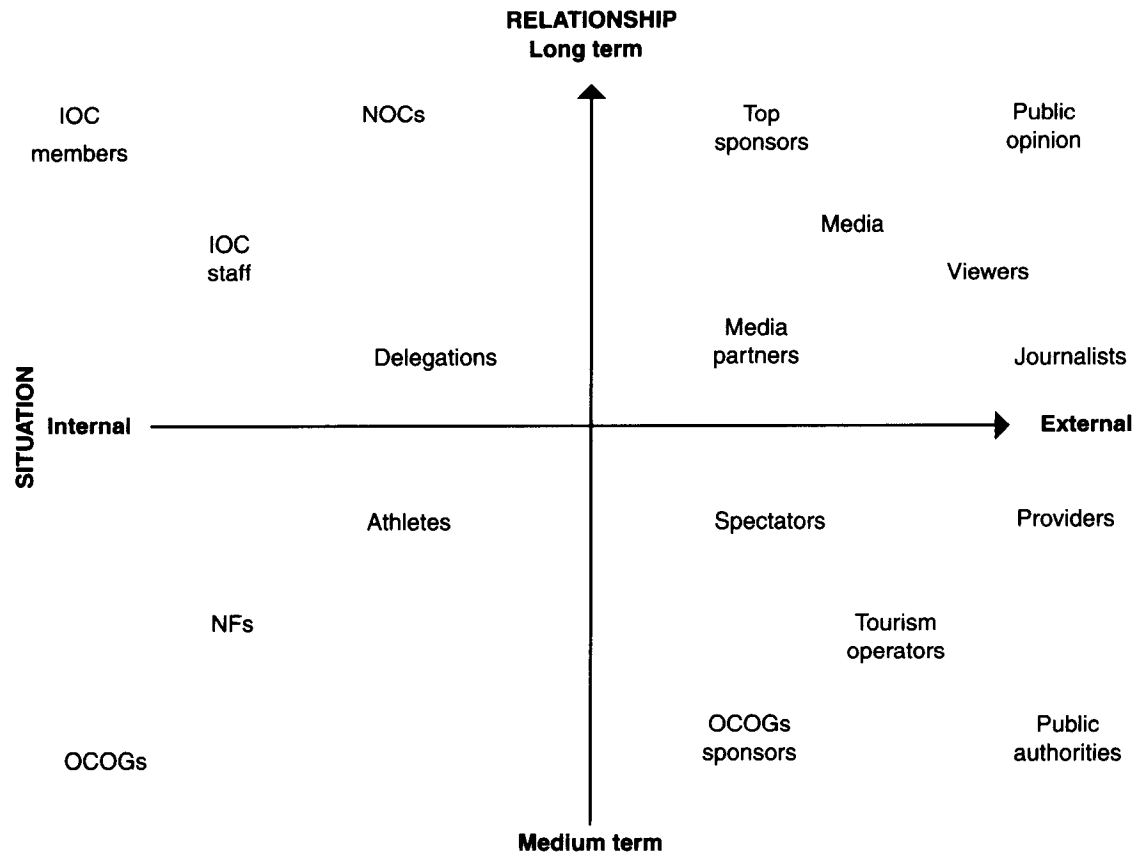 RELATIONSHIP
Long term
IOC
members
NOCs
Top
sponsors
Public
opinion
Media
IOC
staff
Viewers
Media
partners
Delegations
Journalists
SITUATION
Internal
External
Athletes
Spectators
Providers
NFs
Tourism
operators
OCOGs
sponsors
Public
authorities
OCOGs
Medium term